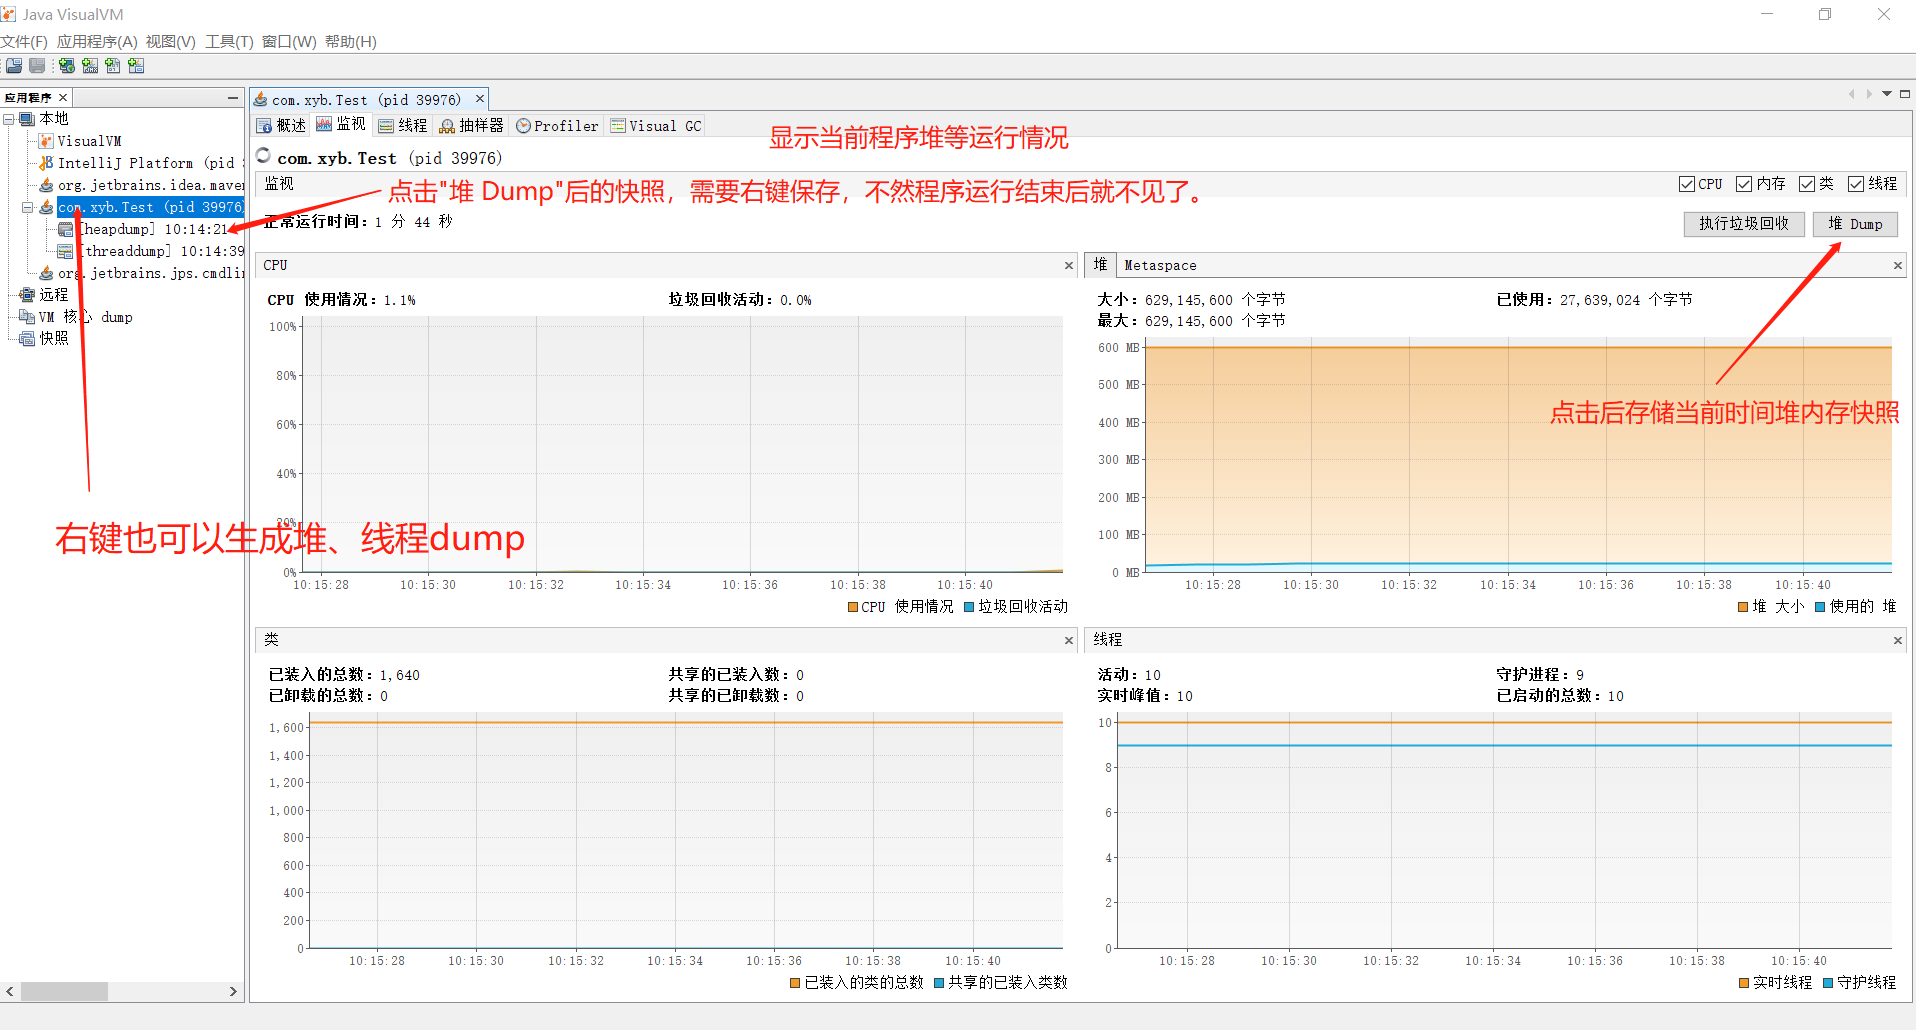 Java VisualVM
文件(F) 应用程序(A) 视图(V) 工具(T) 窗口(W) 帮助(H)
应用程序
本地
VisualVM
IntelliJ Platform (pid
org.jetbrains.idea.maven
com.xyb.Test (pid 39976)
[heapdump] 10:14:21
[threaddump] 10:14:39
org.jetbrains.jps.cmdlin
远程
VM 核心 dump
快照
com.xyb.Test (pid 39976)
概述 监视 线程 抽样器 Profiler Visual GC
显示当前程序堆等运行情况
com.xyb.Test (pid 39976)
监视
CPU 内存 类 线程
点击"堆 Dump"后的快照，需要右键保存，不然程序运行结束后就不见了。
正常运行时间：1 分 44 秒
执行垃圾回收 堆 Dump
CPU
CPU 使用情况：1.1% 垃圾回收活动：0.0%
100%
80%
60%
40%
20%
0%
10:15:28 10:15:30 10:15:32 10:15:34 10:15:36 10:15:38 10:15:40
CPU 使用情况 垃圾回收活动
右键也可以生成堆、线程dump
堆 Metaspace
大小：629,145,600 个字节 已使用：27,639,024 个字节
最大：629,145,600 个字节
600 MB
500 MB
400 MB
300 MB
200 MB
100 MB
0 MB
10:15:28 10:15:30 10:15:32 10:15:34 10:15:36 10:15:38 10:15:40
堆 大小 使用的 堆
点击后存储当前时间堆内存快照
类
已装入的总数：1,640 共享的已装入数：0
已卸载的总数：0 共享的已卸载数：0
1,600
1,400
1,200
1,000
800
600
400
200
0
10:15:28 10:15:30 10:15:32 10:15:34 10:15:36 10:15:38 10:15:40
已装入的类的总数 共享的已装入类数
线程
活动：10 守护进程：9
实时峰值：10 已启动的总数：10
10
8
6
4
2
0
10:15:28 10:15:30 10:15:32 10:15:34 10:15:36 10:15:38 10:15:40
实时线程 守护线程